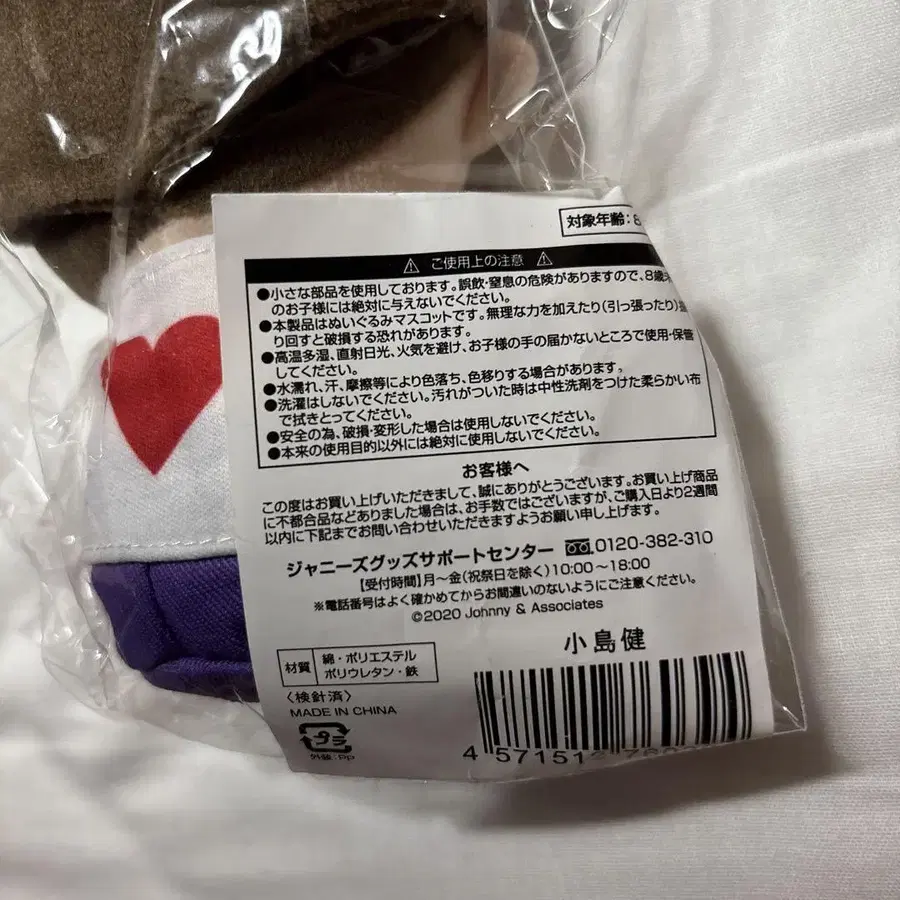 対象年齢:8
⚠ ご使用上の注意 ⚠
●小さな部品を使用しております。誤飲・窒息の危険がありますので、8歳未
のお子様には絶対に与えないでください。
●本製品はぬいぐるみマスコットです。無理な力を加えたり(引っ張ったり)
り回すと破損する恐れがあります。
●高温多湿、直射日光、火気を避け、お子様の手の届かないところで使用・保管
してください。
●水濡れ、汗、摩擦等により色落ち、色移りする場合があります。
●洗濯はしないでください。汚れがついた時は中性洗剤をつけた柔らかい布
で拭きとってください。
●安全の為、破損・変形した場合は使用しないでください。
●本来の使用目的以外には絶対に使用しないでください。
お客様へ
この度はお買い上げいただきまして、誠にありがとうございます。お買い上げ商品
に不都合品などありました場合は、お手数ではございますが、ご購入日より2週間
以内に下記までお問い合わせいただきますようお願い申し上げます。
ジャニーズグッズサポートセンター 0120-382-310
【受付時間】月〜金(祝祭日を除く)10:00〜18:00
※電話番号はよく確かめてからお間違いのないようにご注意ください。
©2020 Johnny & Associates
小島健
材質 綿・ポリエステル
ポリウレタン・鉄
〈検針済〉
MADE IN CHINA
プラ
外装:PP
4 571512